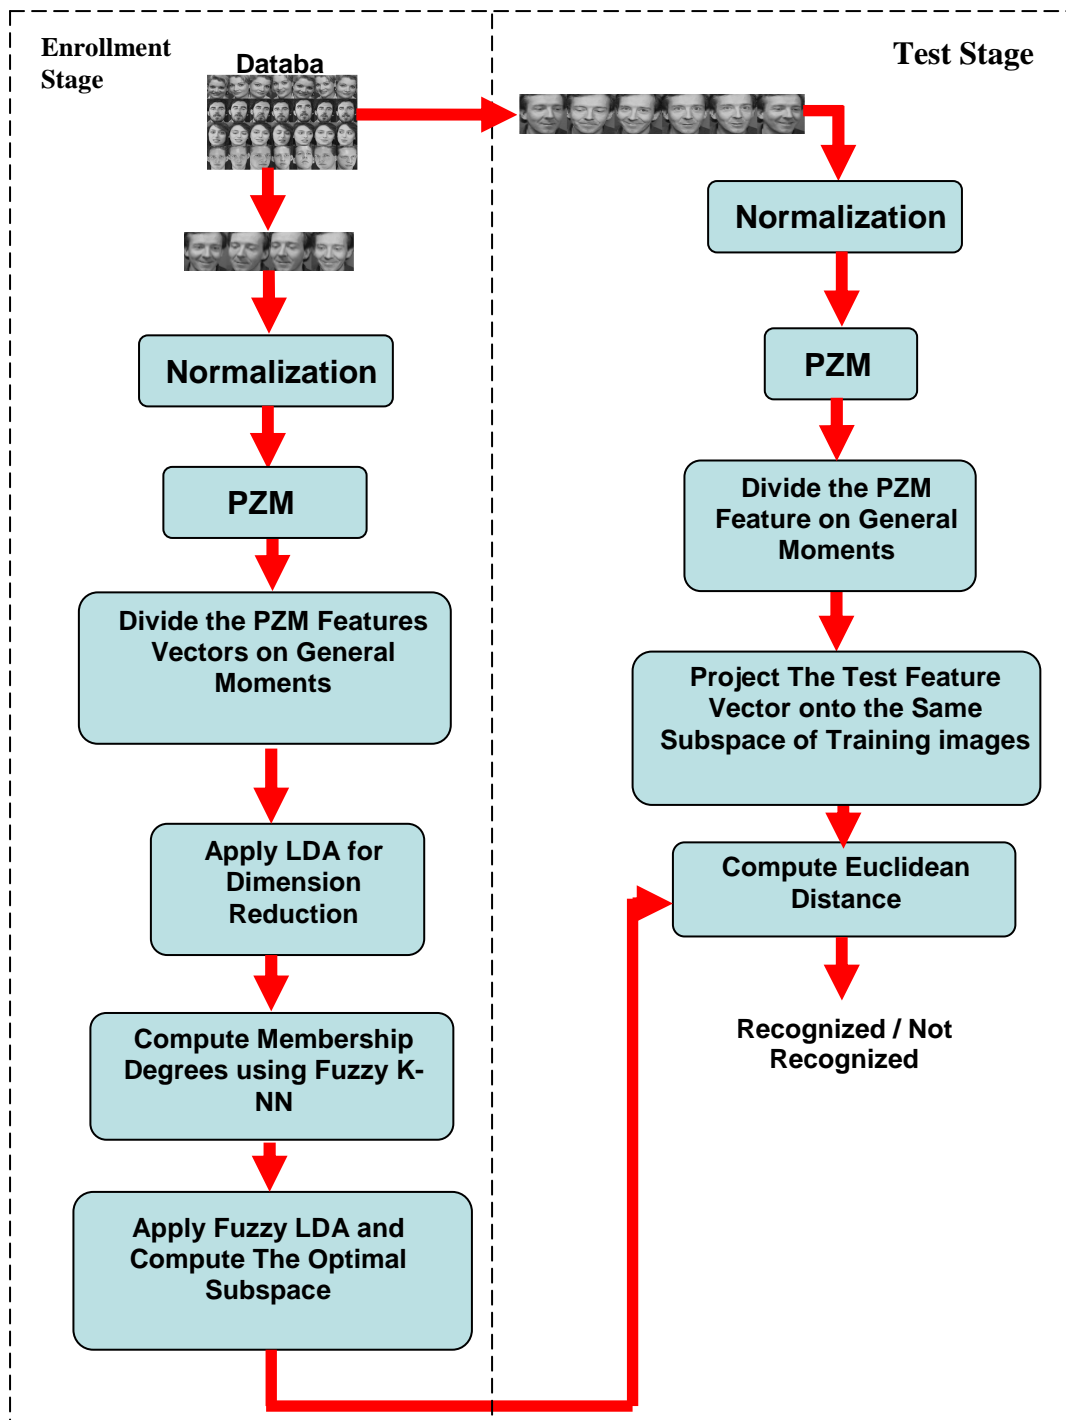 Enrollment
Stage
Databa
Normalization
PZM
Divide the PZM Features
Vectors on General
Moments
Apply LDA for
Dimension
Reduction
Compute Membership
Degrees using Fuzzy K-
NN
Apply Fuzzy LDA and
Compute The Optimal
Subspace
Test Stage
Normalization
PZM
Divide the PZM
Feature on General
Moments
Project The Test Feature
Vector onto the Same
Subspace of Training images
Compute Euclidean
Distance
Recognized / Not
Recognized